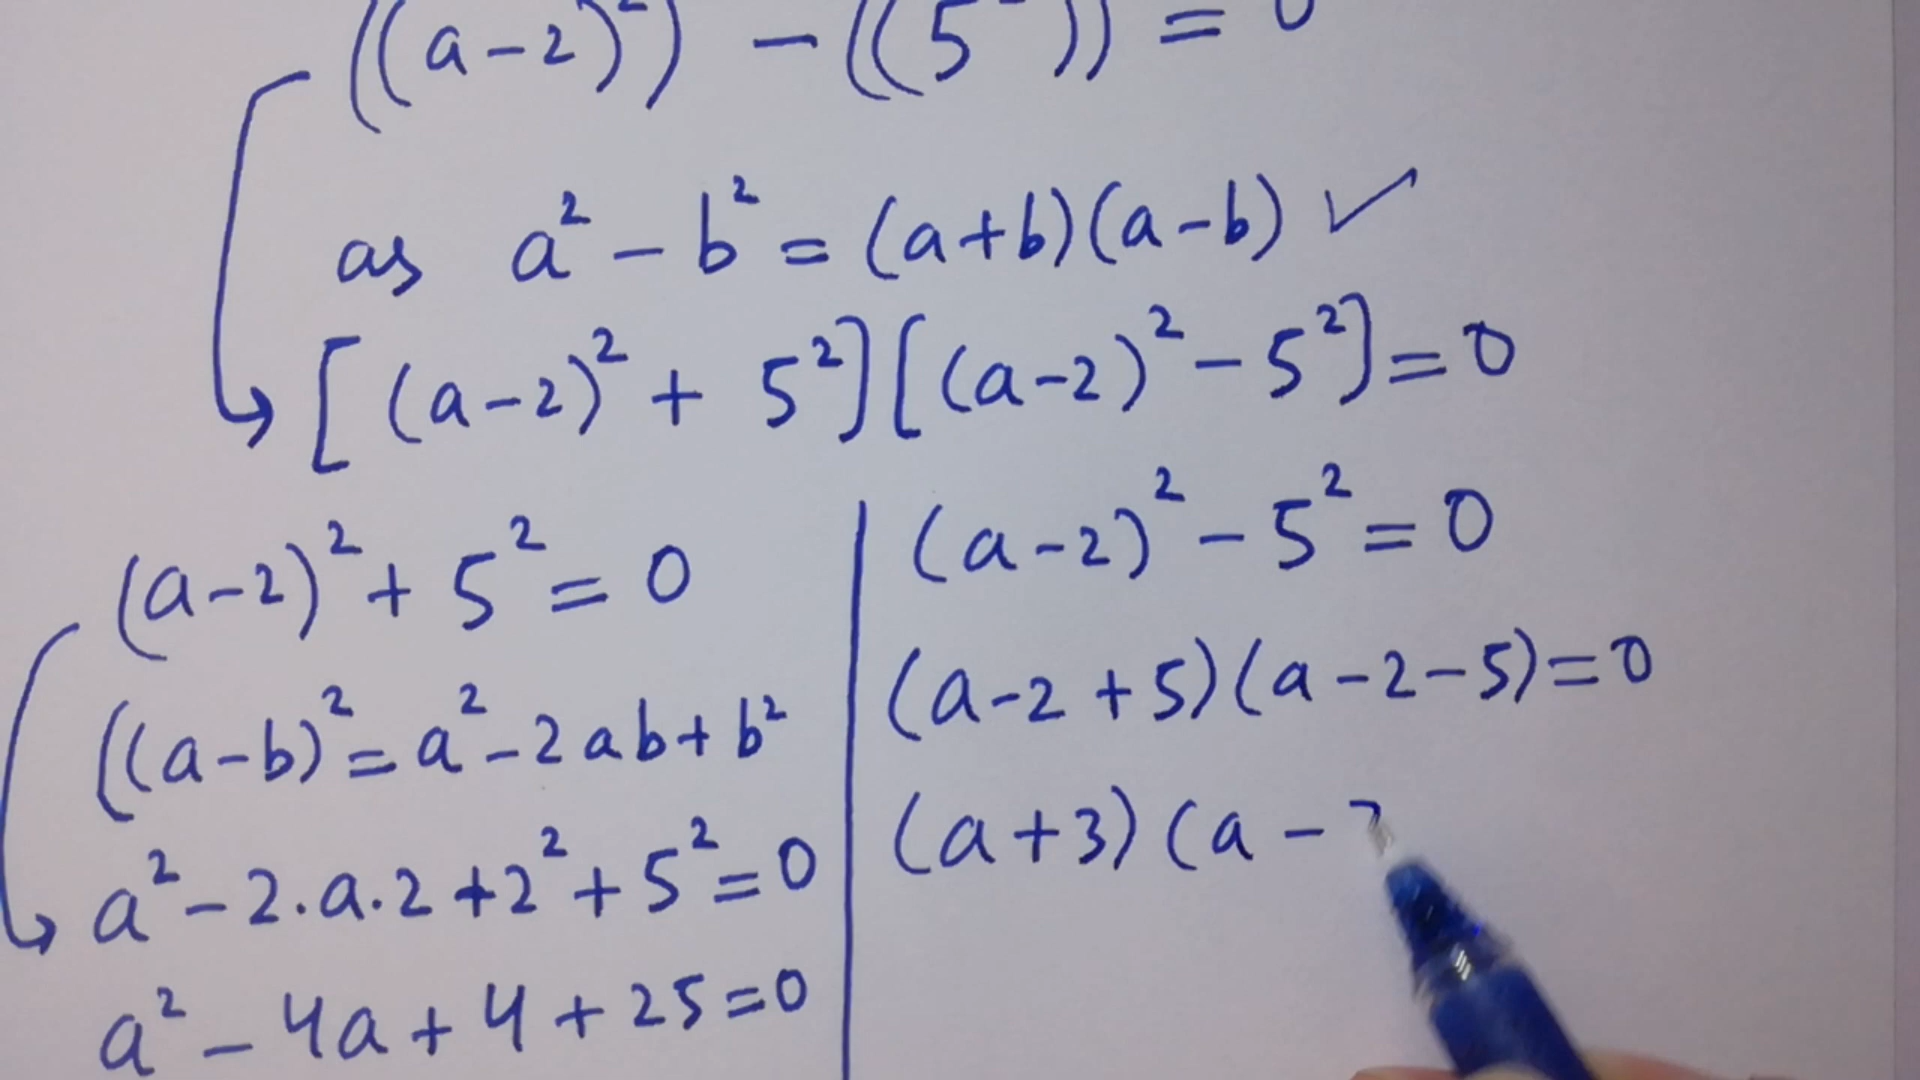 ((a-2)²) - ((5²)) = 0
as a² - b² = (a+b)(a-b) ✓
[(a-2)² + 5²][(a-2)² - 5²] = 0
(a-2)² + 5² = 0
((a-b)² = a² - 2ab + b²
a² - 2.a.2 + 2² + 5² = 0
a² - 4a + 4 + 25 = 0
(a-2)² - 5² = 0
(a-2+5)(a-2-5) = 0
(a+3)(a-